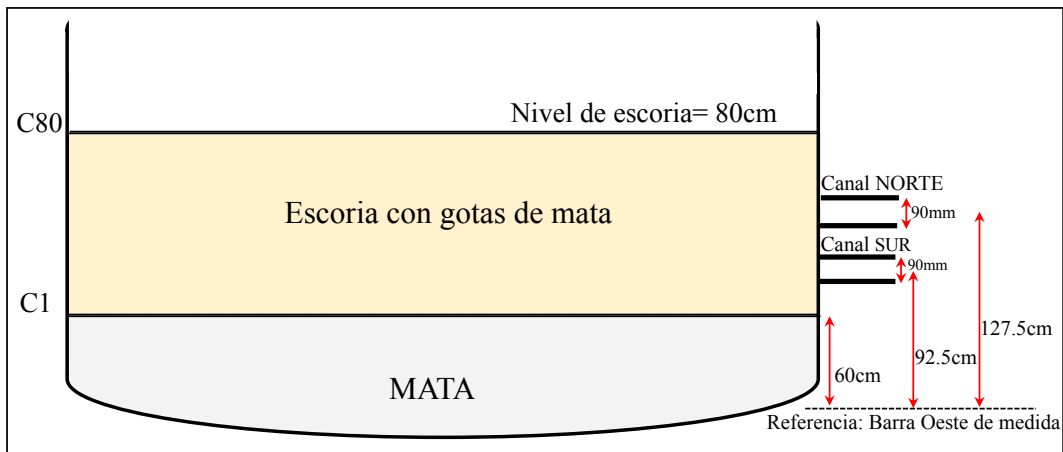 C80
Nivel de escoria= 80cm
Canal NORTE
90mm
Escoria con gotas de mata
Canal SUR
90mm
C1
127.5cm
92.5cm
60cm
MATA
Referencia: Barra Oeste de medida